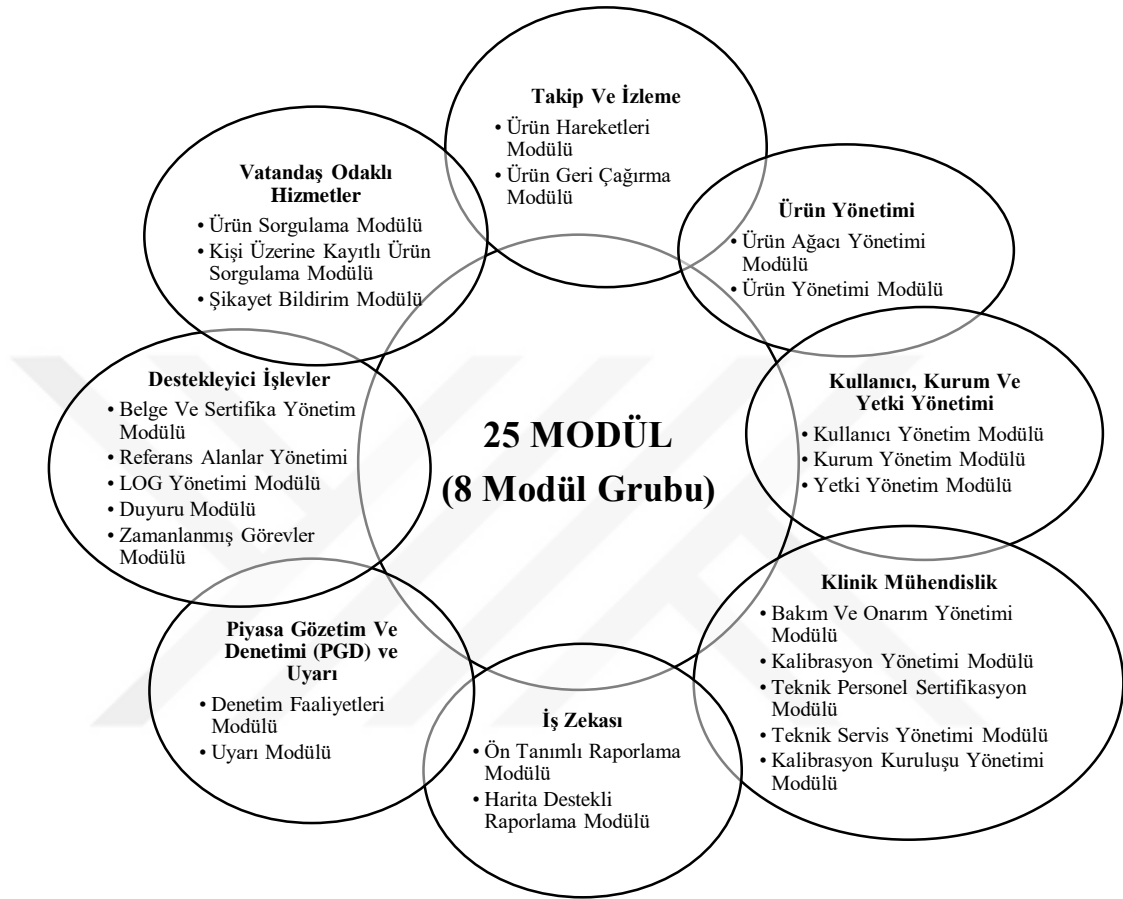 Takip Ve İzleme
• Ürün Hareketleri
Modülü
• Ürün Geri Çağırma
Modülü
Ürün Yönetimi
• Ürün Ağacı Yönetimi
Modülü
• Ürün Yönetimi Modülü
Kullanıcı, Kurum Ve
Yetki Yönetimi
• Kullanıcı Yönetim Modülü
• Kurum Yönetim Modülü
• Yetki Yönetim Modülü
Klinik Mühendislik
• Bakım Ve Onarım Yönetimi
Modülü
• Kalibrasyon Yönetimi Modülü
• Teknik Personel Sertifikasyon
Modülü
• Teknik Servis Yönetimi Modülü
• Kalibrasyon Kuruluşu Yönetimi
Modülü
İş Zekası
• Ön Tanımlı Raporlama
Modülü
• Harita Destekli
Raporlama Modülü
Piyasa Gözetim Ve
Denetimi (PGD) ve
Uyarı
• Denetim Faaliyetleri
Modülü
• Uyarı Modülü
Destekleyici İşlevler
• Belge Ve Sertifika Yönetim
Modülü
• Referans Alanlar Yönetimi
• LOG Yönetimi Modülü
• Duyuru Modülü
• Zamanlanmış Görevler
Modülü
Vatandaş Odaklı
Hizmetler
• Ürün Sorgulama Modülü
• Kişi Üzerine Kayıtlı Ürün
Sorgulama Modülü
• Şikayet Bildirim Modülü
25 MODÜL
(8 Modül Grubu)